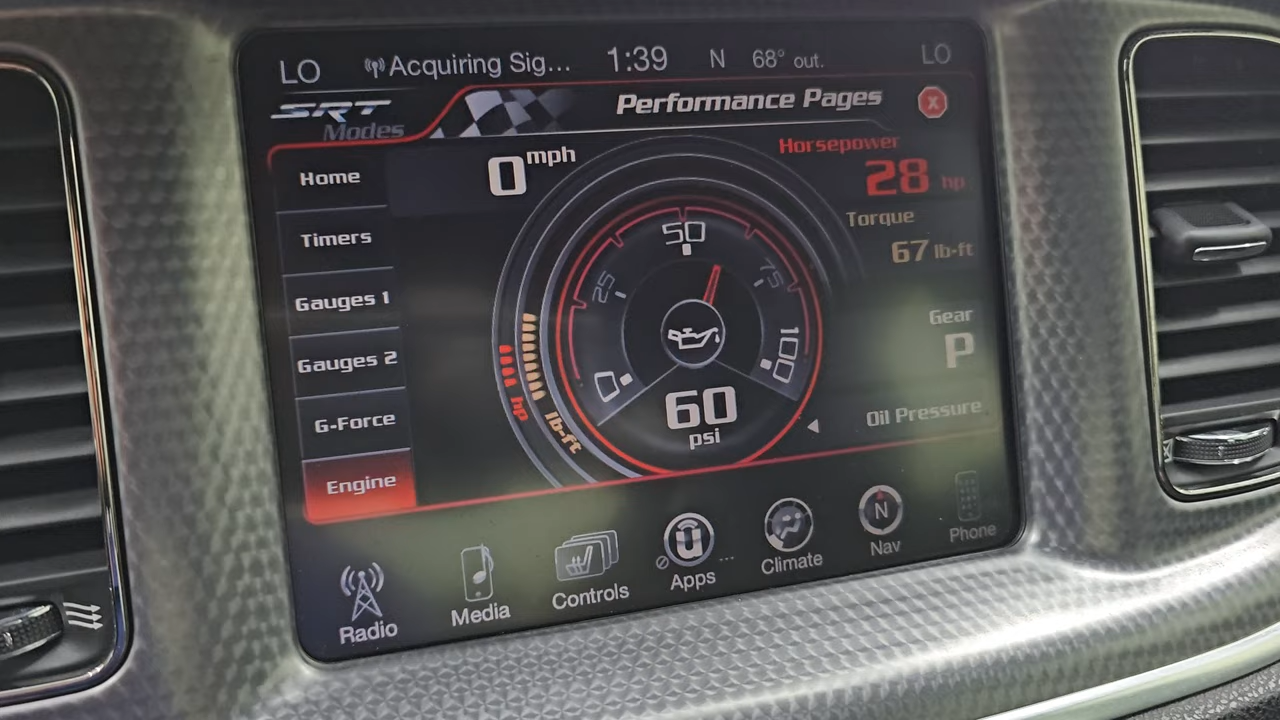 LO Acquiring Sig... 1:39 N 68° out. LO
SRT
Modes
Performance Pages
X
Home
Timers
Gauges 1
Gauges 2
G-Force
Engine
0 mph
Horsepower
28 hp
Torque
67 lb-ft
Gear
P
Oil Pressure
0
25
50
75
100
60
psi
hp
lb-ft
Radio
Media
Controls
Apps
Climate
N
Nav
Phone